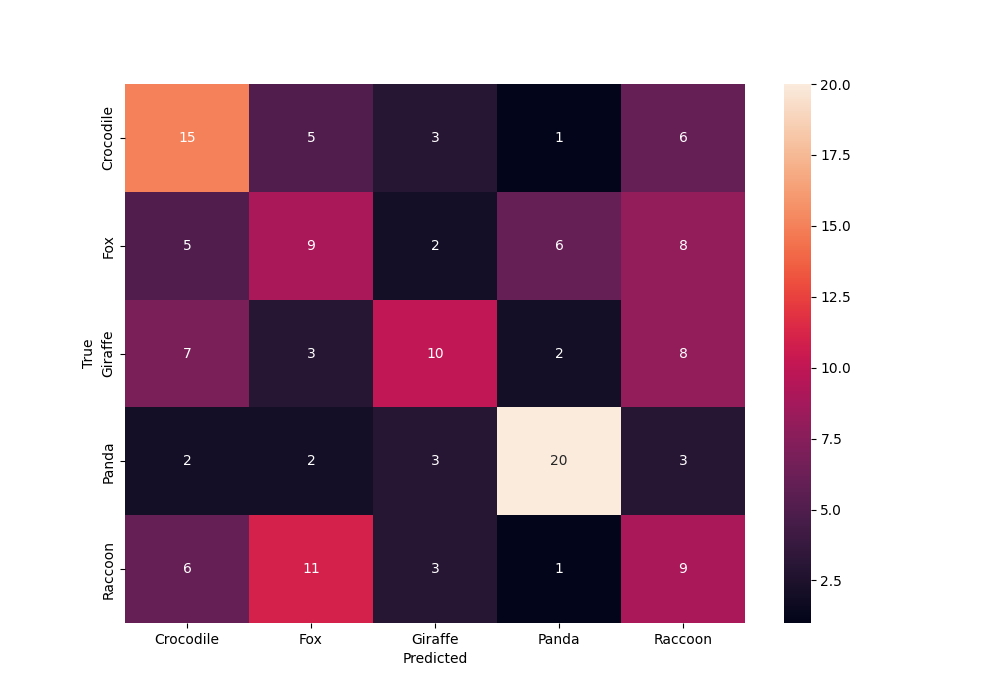 Crocodile 15 5 3 1 6
Fox 5 9 2 6 8
Giraffe 7 3 10 2 8
Panda 2 2 3 20 3
Raccoon 6 11 3 1 9
True
Crocodile Fox Giraffe Panda Raccoon
Predicted
20.0
17.5
15.0
12.5
10.0
7.5
5.0
2.5